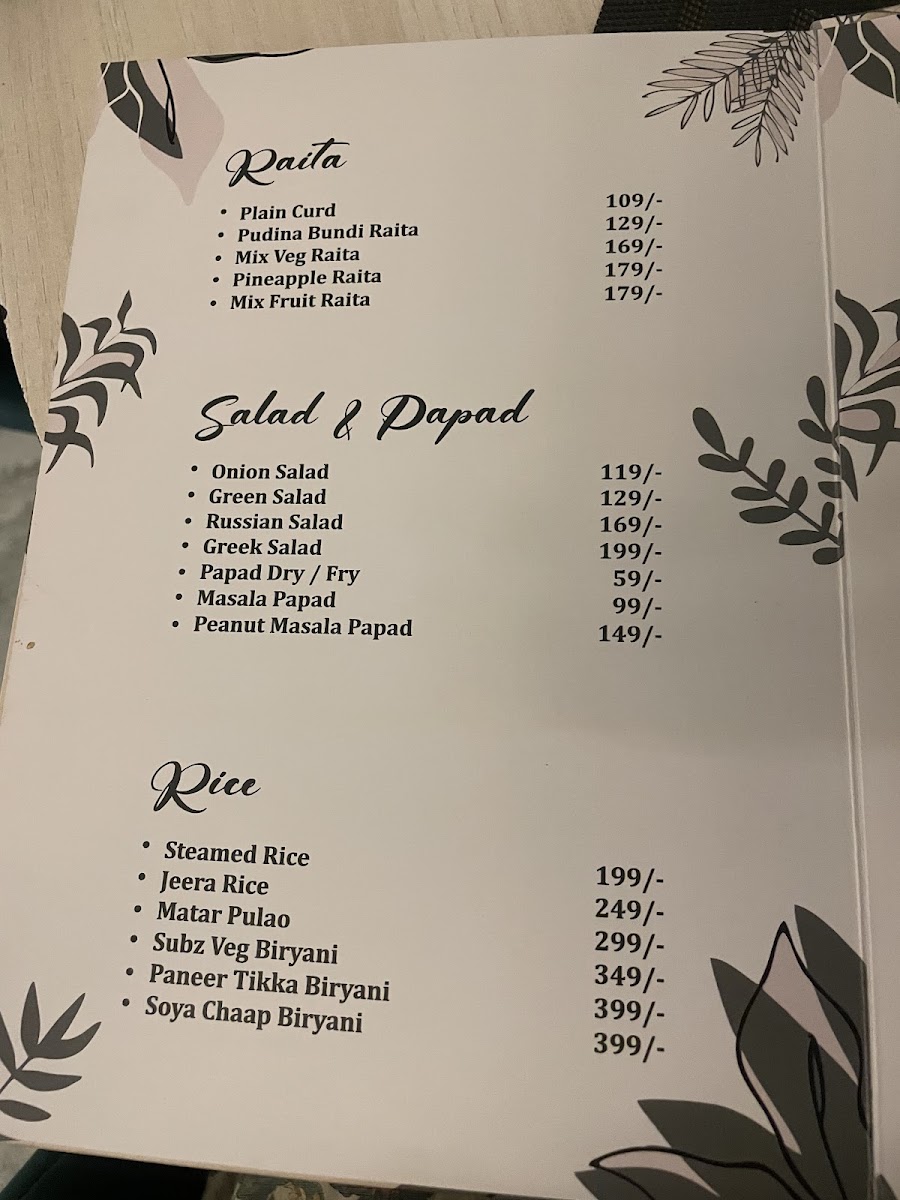 Raita
• Plain Curd 109/-
• Pudina Bundi Raita 129/-
• Mix Veg Raita 169/-
• Pineapple Raita 179/-
• Mix Fruit Raita 179/-
Salad & Papad
• Onion Salad 119/-
• Green Salad 129/-
• Russian Salad 169/-
• Greek Salad 199/-
• Papad Dry / Fry 59/-
• Masala Papad 99/-
• Peanut Masala Papad 149/-
Rice
• Steamed Rice 199/-
• Jeera Rice 249/-
• Matar Pulao 299/-
• Subz Veg Biryani 349/-
• Paneer Tikka Biryani 399/-
• Soya Chaap Biryani 399/-